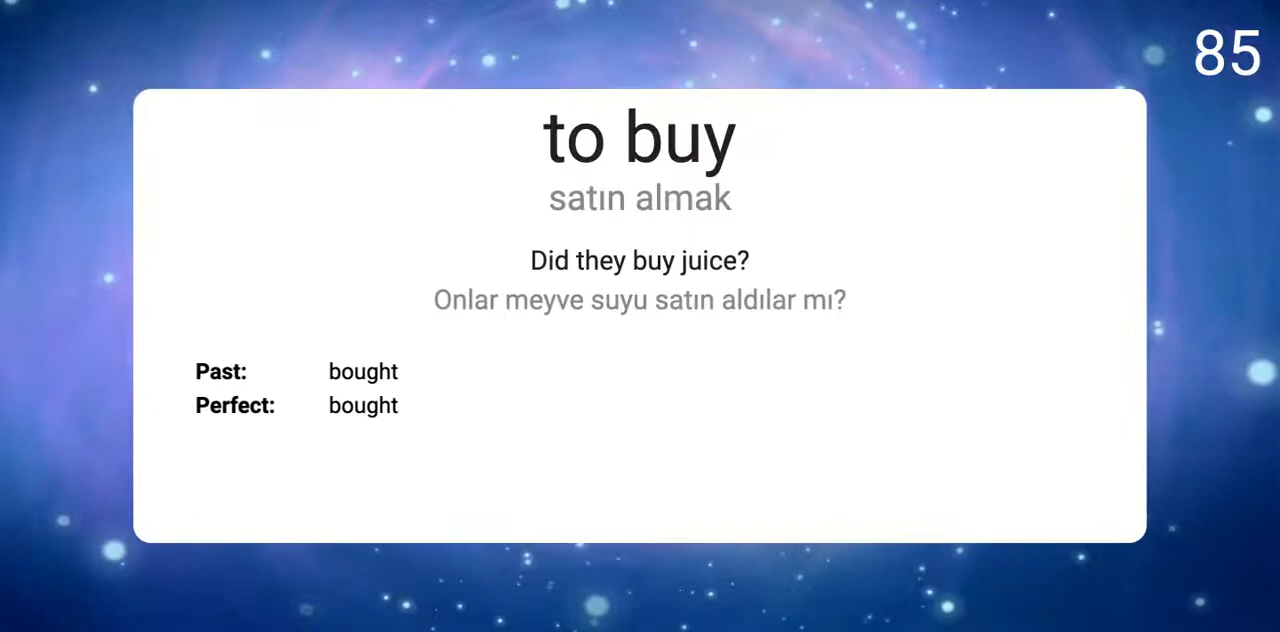 85
to buy
satın almak
Did they buy juice?
Onlar meyve suyu satın aldılar mı?
Past: bought
Perfect: bought